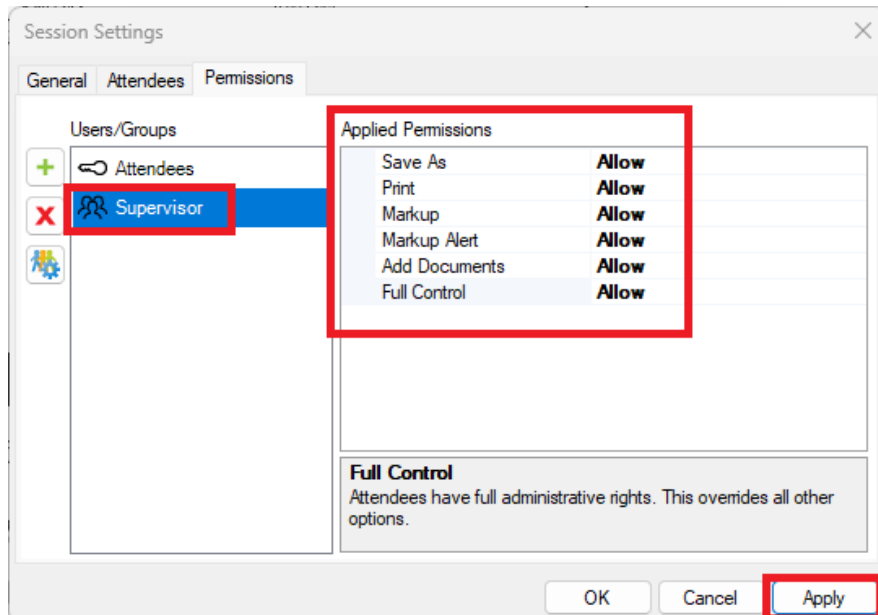 Session Settings
General Attendees Permissions
Users/Groups
Attendees
Supervisor
Applied Permissions
Save As Allow
Print Allow
Markup Allow
Markup Alert Allow
Add Documents Allow
Full Control Allow
Full Control
Attendees have full administrative rights. This overrides all other
options.
OK Cancel Apply